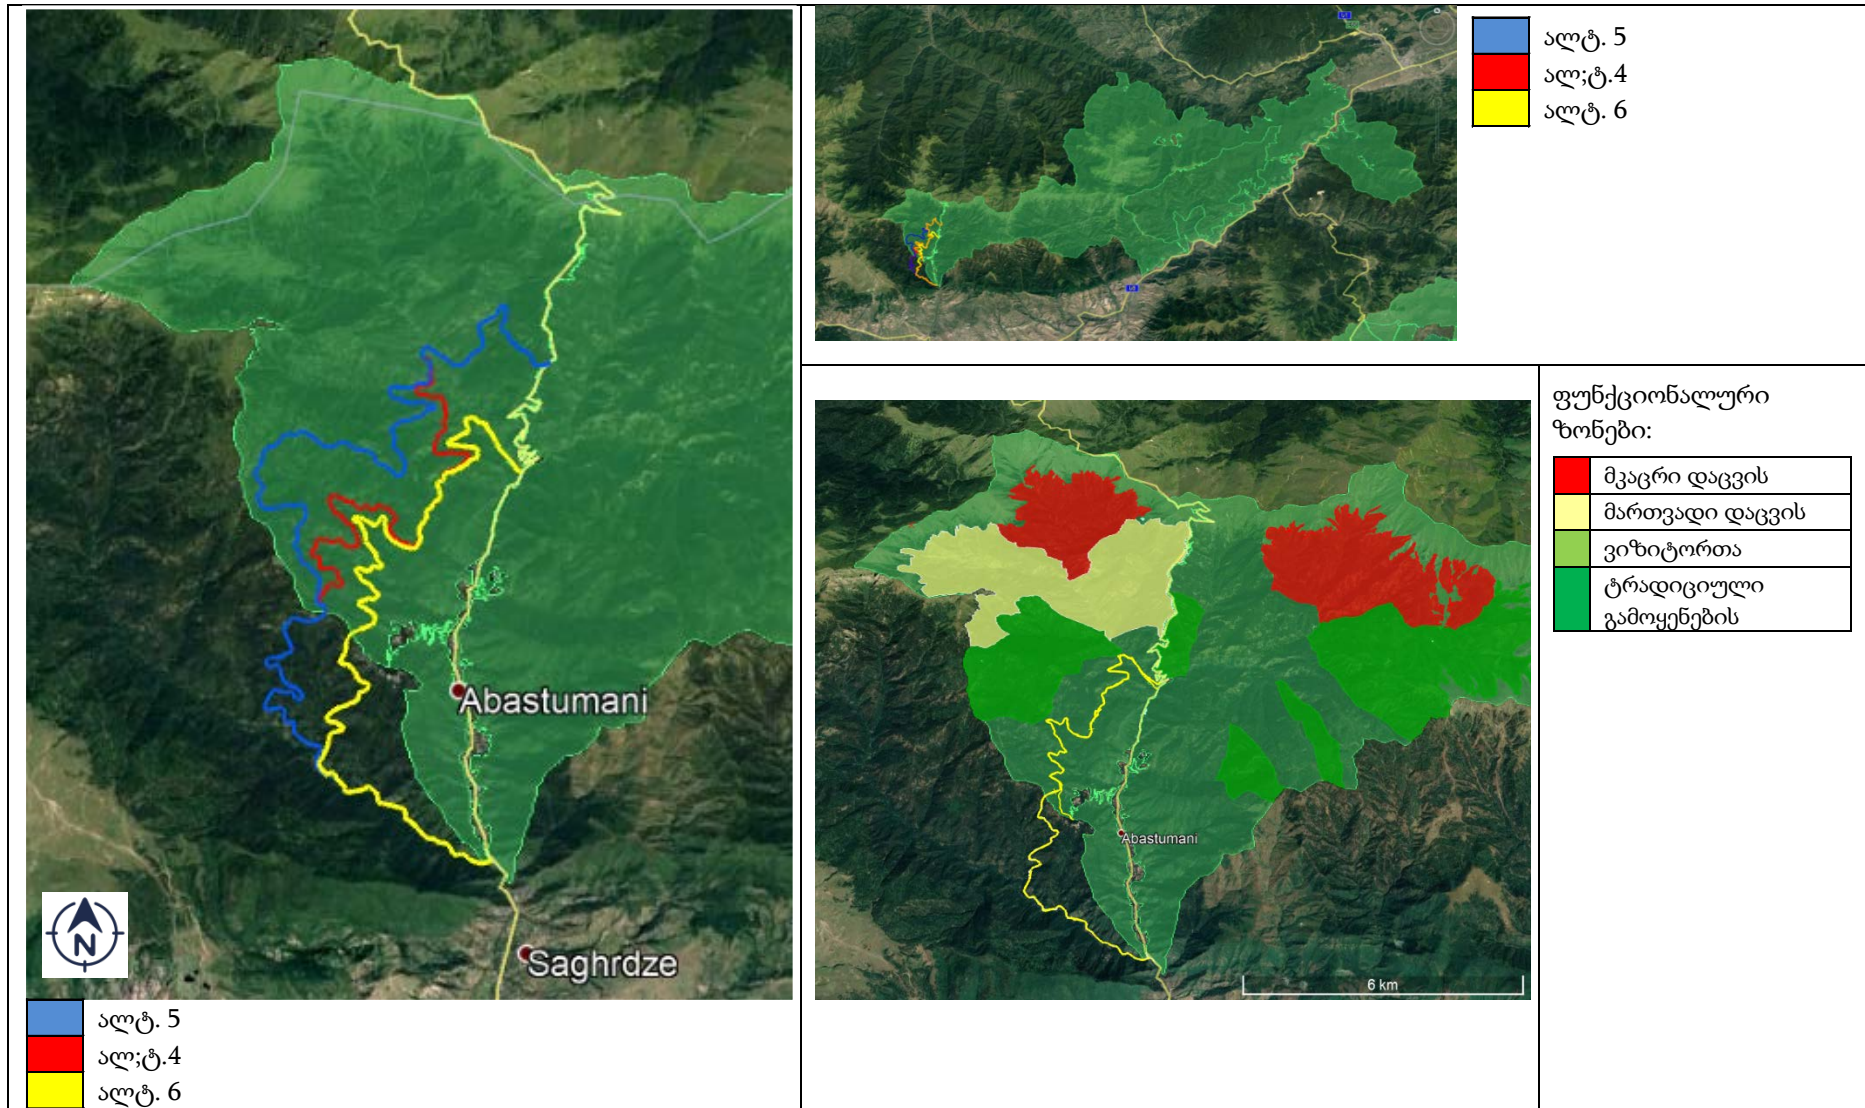 Abastumani
Saghrdze
N
ალტ. 5
ალ;ტ.4
ალტ. 6
ალტ. 5
ალ;ტ.4
ალტ. 6
Abastumani
6 km
ფუნქციონალური
ზონები:
მკაცრი დაცვის
მართვადი დაცვის
ვიზიტორთა
ტრადიციული
გამოყენების